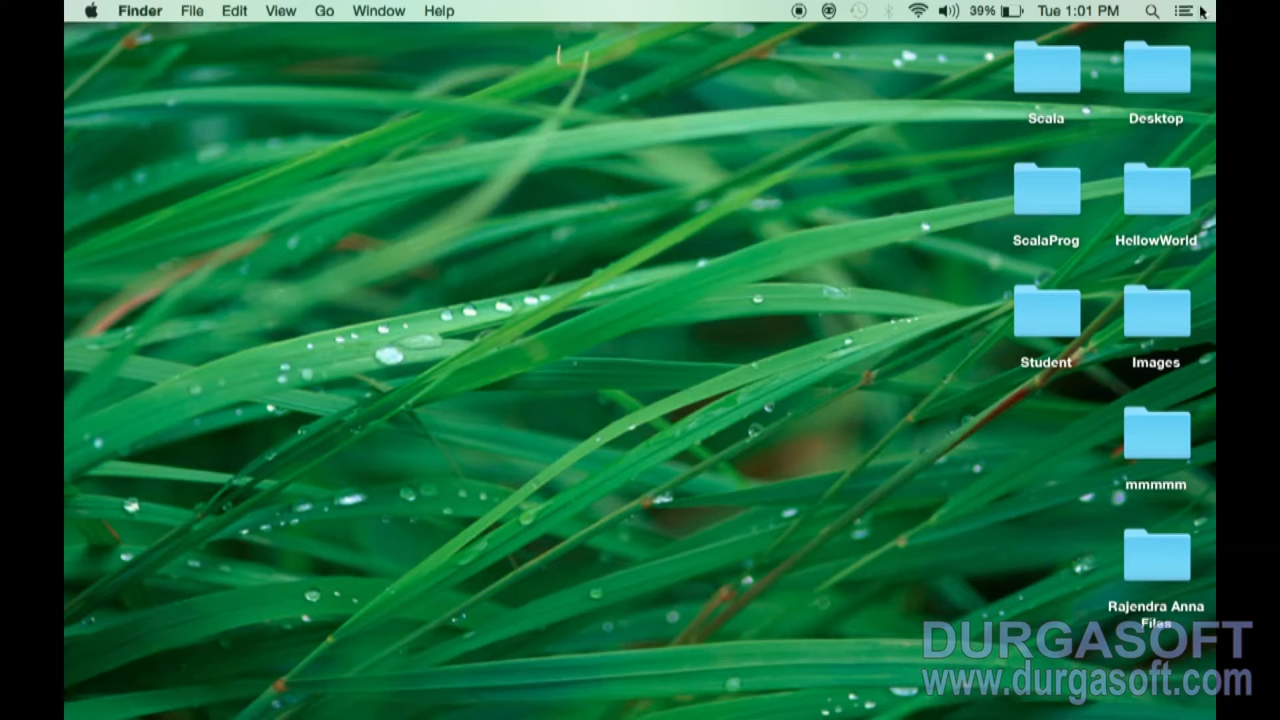 Finder File Edit View Go Window Help 39% Tue 1:01 PM
Scala Desktop
ScalaProg HellowWorld
Student Images
mmmmm
Rajendra Anna
Files
DURGASOFT
www.durgasoft.com